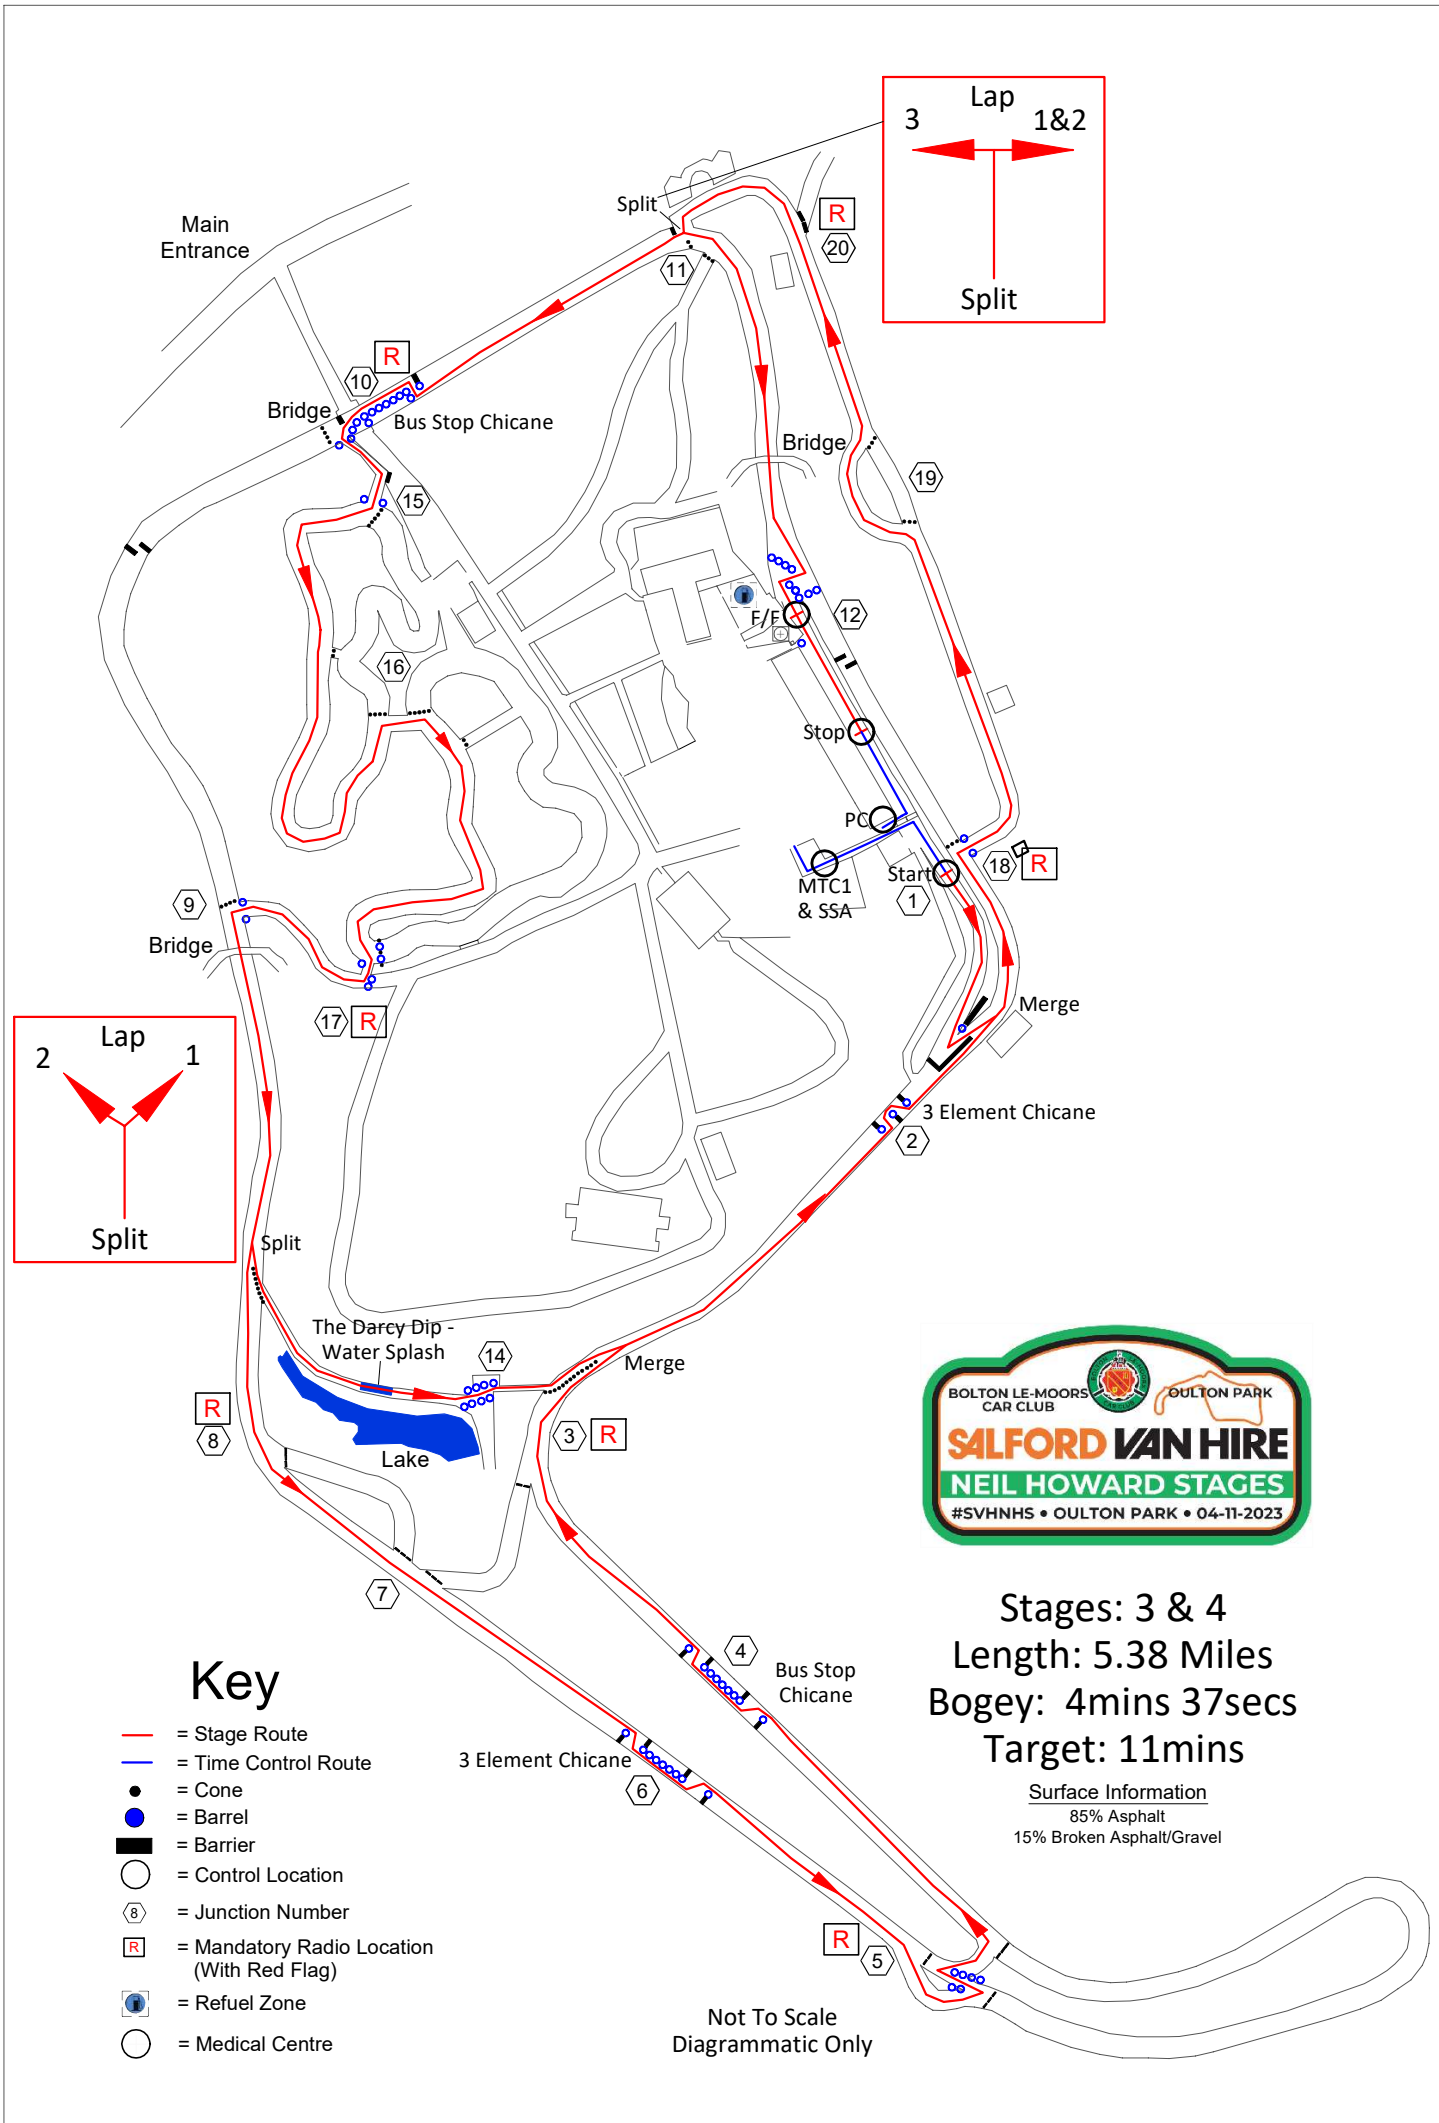 Lap
3 1&2
Split
Split
R
20
Main
Entrance
11
R
10
Bridge
Bus Stop Chicane
Bridge
19
15
F/F
12
16
Stop
PC
R
18
MTC1
& SSA
Start
1
9
Bridge
17 R
Merge
Lap
2 1
Split
3 Element Chicane
2
Split
The Darcy Dip -
Water Splash
14
Merge
R
8
3 R
Lake
BOLTON LE-MOORS
CAR CLUB
OULTON PARK
SALFORD VAN HIRE
NEIL HOWARD STAGES
#SVHNHS • OULTON PARK • 04-11-2023
7
4
Bus Stop
Chicane
3 Element Chicane
6
R
5
Stages: 3 & 4
Length: 5.38 Miles
Bogey: 4mins 37secs
Target: 11mins
Surface Information
85% Asphalt
15% Broken Asphalt/Gravel
Key
= Stage Route
= Time Control Route
= Cone
= Barrel
= Barrier
= Control Location
8 = Junction Number
R = Mandatory Radio Location
(With Red Flag)
= Refuel Zone
= Medical Centre
Not To Scale
Diagrammatic Only